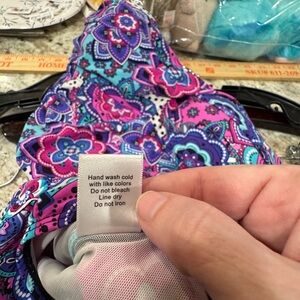 Hand wash cold
with like colors
Do not bleach
Line dry
Do not iron